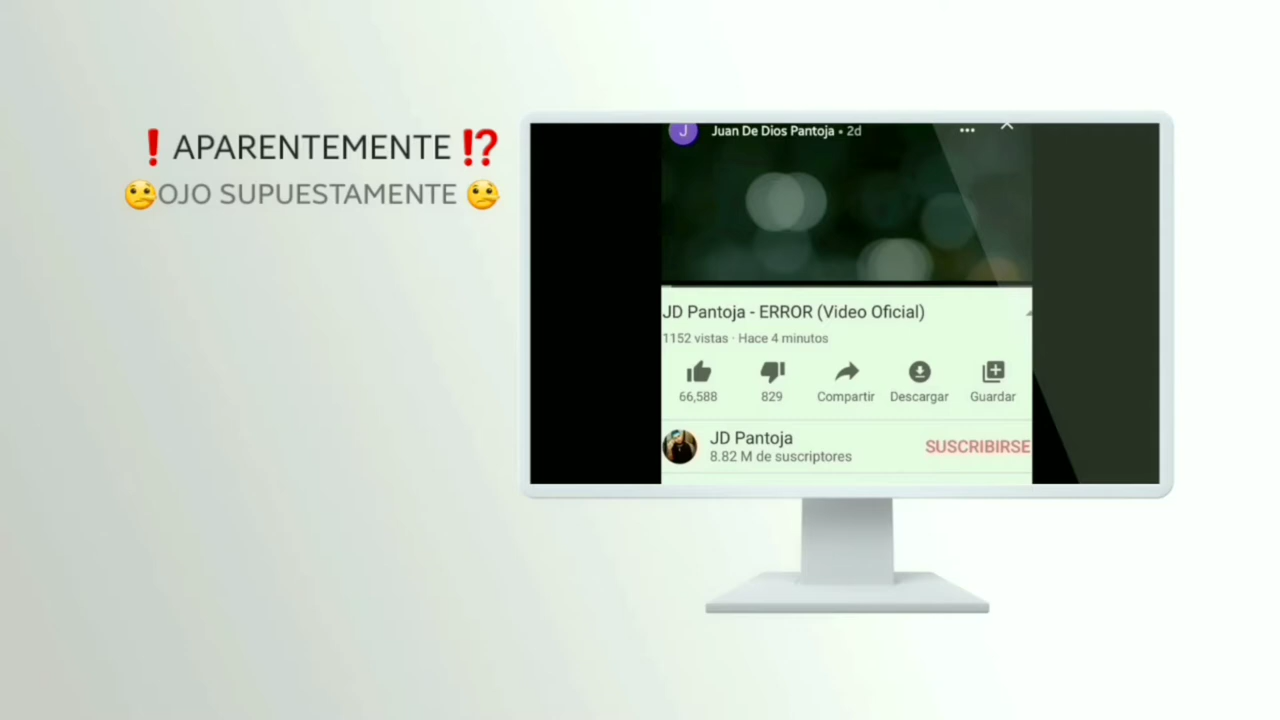 ❗APARENTEMENTE⁉️
🤥OJO SUPUESTAMENTE🤥
J Juan De Dios Pantoja • 2d
JD Pantoja - ERROR (Video Oficial)
1152 vistas · Hace 4 minutos
66,588 829 Compartir Descargar Guardar
JD Pantoja
8.82 M de suscriptores
SUSCRIBIRSE